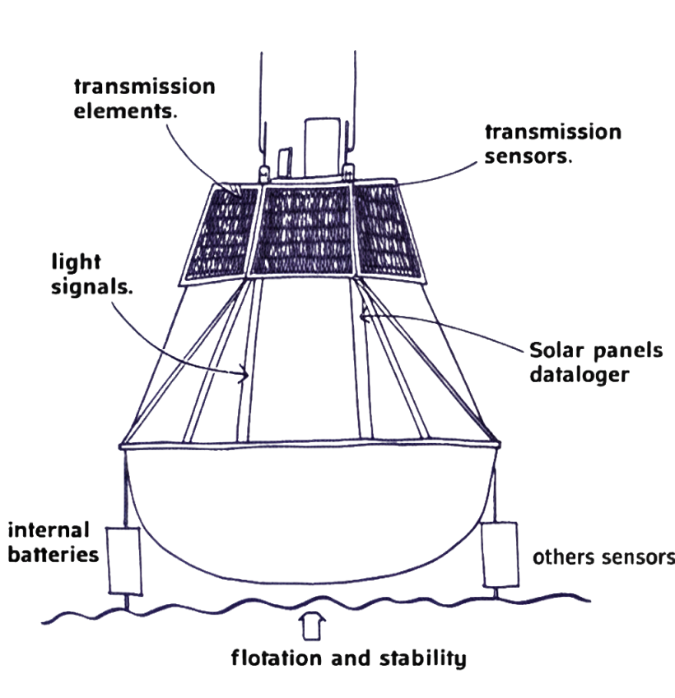 transmission
elements.
transmission
sensors.
light
signals.
Solar panels
dataloger
internal
batteries
others sensors
flotation and stability